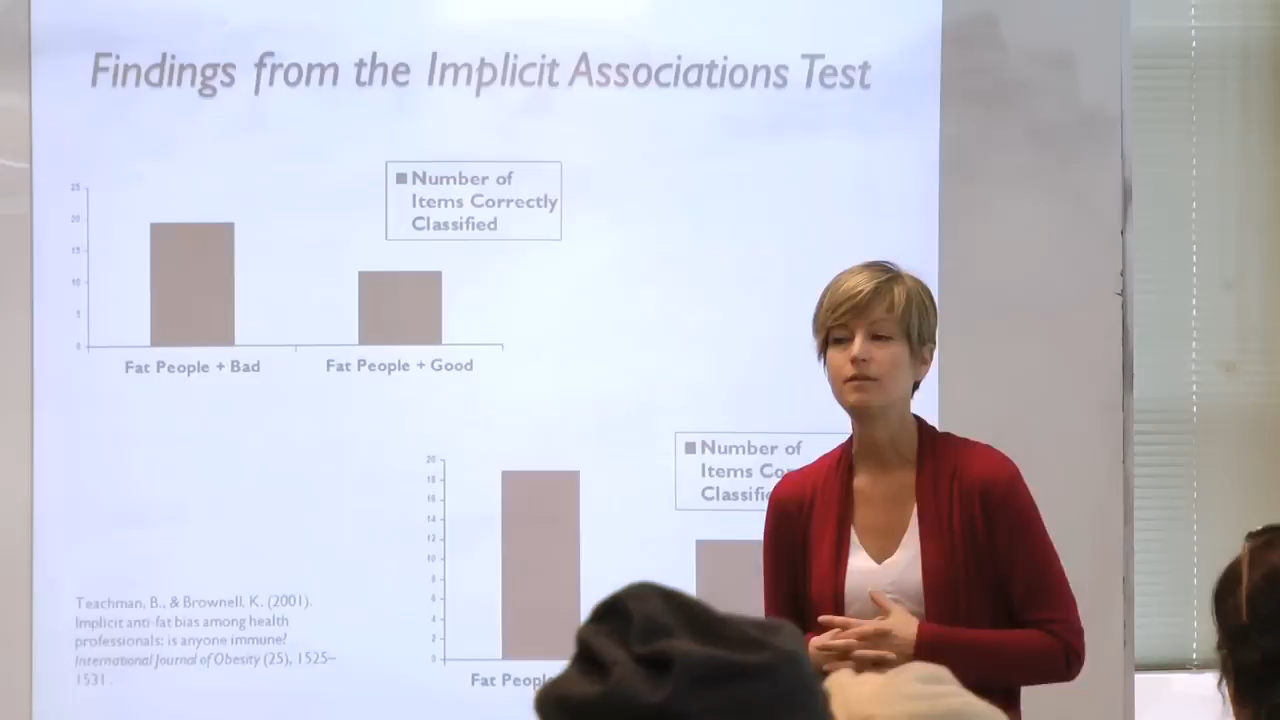 Findings from the Implicit Associations Test
Number of
Items Correctly
Classified
25
20
15
10
5
0
Fat People + Bad
Fat People + Good
Number of
Items
Classifi
20
18
16
14
12
10
8
6
4
2
0
Fat
Teachman, B., & Brownell, K. (2001).
Implicit anti-fat bias among health
professionals: is anyone immune?
International Journal of Obesity (25), 1525–
1531.